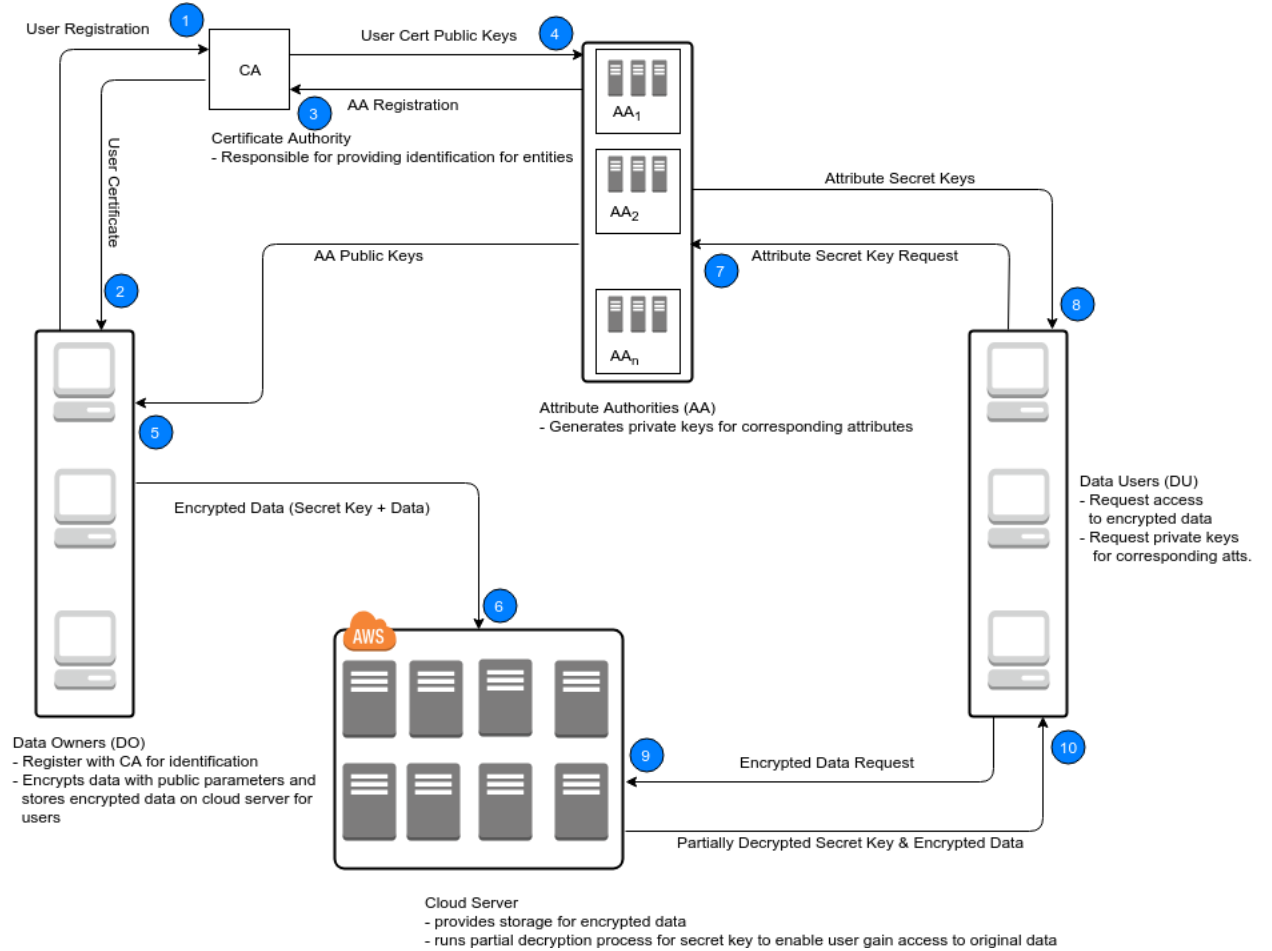 User Registration
1
User Cert Public Keys
4
CA
AA Registration
3
AA1
Certificate Authority
- Responsible for providing identification for entities
User Certificate
AA2
Attribute Secret Keys
AA Public Keys
Attribute Secret Key Request
7
2
8
AAn
Attribute Authorities (AA)
- Generates private keys for corresponding attributes
5
Data Users (DU)
- Request access
to encrypted data
- Request private keys
for corresponding atts.
Encrypted Data (Secret Key + Data)
6
AWS
Data Owners (DO)
- Register with CA for identification
- Encrypts data with public parameters and
stores encrypted data on cloud server for
users
9
10
Encrypted Data Request
Partially Decrypted Secret Key & Encrypted Data
Cloud Server
- provides storage for encrypted data
- runs partial decryption process for secret key to enable user gain access to original data